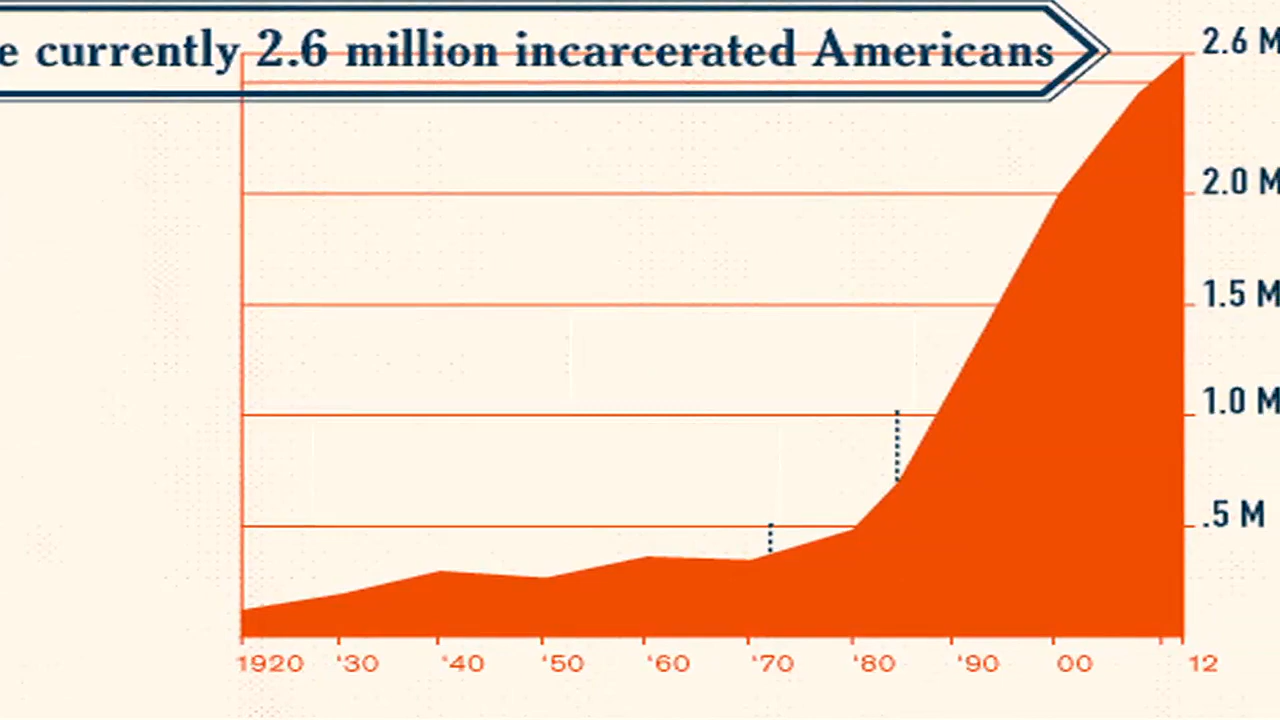 e currently 2.6 million incarcerated Americans
2.6 M
2.0 M
1.5 M
1.0 M
.5 M
1920 '30 '40 '50 '60 '70 '80 '90 00 12